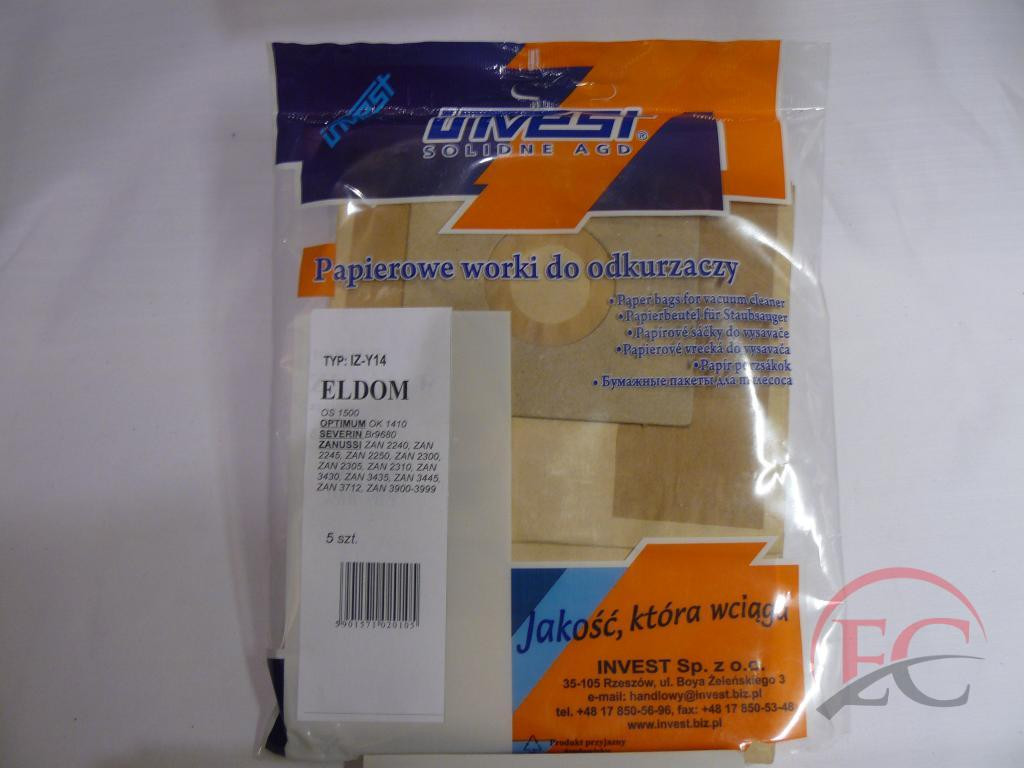 invest
invest®
SOLIDNE AGD
Papierowe worki do odkurzaczy
• Paper bags for vacuum cleaner
• Papierbeutel für Staubsauger
• Papírové sáčky do vysavače
• Papierové vrecká do vysavača
• Papír porzsákok
• Бумажные пакеты для пылесоса
TYP: IZ-Y14
ELDOM
OS 1500
OPTIMUM OK 1410
SEVERIN Br9680
ZANUSSI ZAN 2240, ZAN
2245, ZAN 2250, ZAN 2300,
ZAN 2305, ZAN 2310, ZAN
3430, ZAN 3435, ZAN 3445,
ZAN 3712, ZAN 3900-3999
5 szt.
5901571020105
Jakość, która wciąga
INVEST Sp. z o.o.
35-105 Rzeszów, ul. Boya Żeleńskiego 3
e-mail: handlowy@invest.biz.pl
tel. +48 17 850-56-96, fax: +48 17 850-53-48
www.invest.biz.pl
Produkt przyjazny
EC